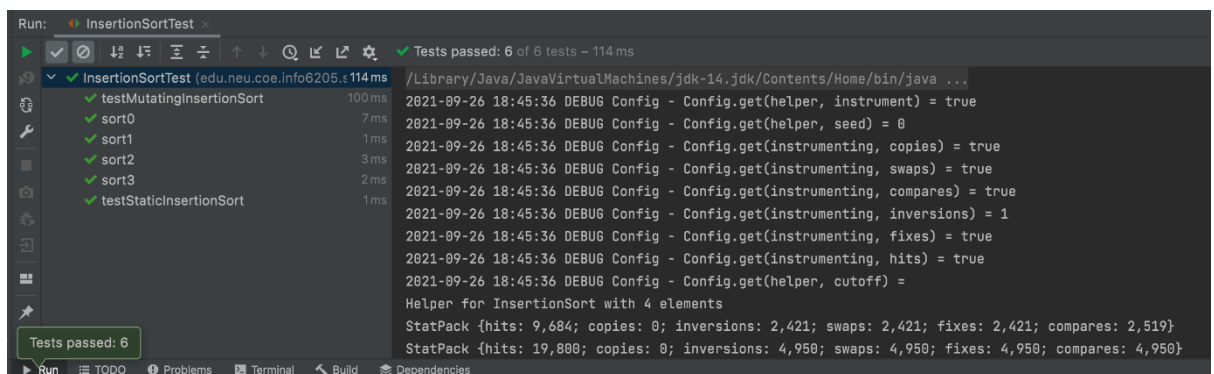 Run: InsertionSortTest ×
Tests passed: 6 of 6 tests – 114 ms
InsertionSortTest (edu.neu.coe.info6205.s 114 ms
testMutatingInsertionSort 100 ms
sort0 7 ms
sort1 1 ms
sort2 3 ms
sort3 2 ms
testStaticInsertionSort 1 ms
/Library/Java/JavaVirtualMachines/jdk-14.jdk/Contents/Home/bin/java ...
2021-09-26 18:45:36 DEBUG Config - Config.get(helper, instrument) = true
2021-09-26 18:45:36 DEBUG Config - Config.get(helper, seed) = 0
2021-09-26 18:45:36 DEBUG Config - Config.get(instrumenting, copies) = true
2021-09-26 18:45:36 DEBUG Config - Config.get(instrumenting, swaps) = true
2021-09-26 18:45:36 DEBUG Config - Config.get(instrumenting, compares) = true
2021-09-26 18:45:36 DEBUG Config - Config.get(instrumenting, inversions) = 1
2021-09-26 18:45:36 DEBUG Config - Config.get(instrumenting, fixes) = true
2021-09-26 18:45:36 DEBUG Config - Config.get(instrumenting, hits) = true
2021-09-26 18:45:36 DEBUG Config - Config.get(helper, cutoff) =
Helper for InsertionSort with 4 elements
StatPack {hits: 9,684; copies: 0; inversions: 2,421; swaps: 2,421; fixes: 2,421; compares: 2,519}
StatPack {hits: 19,800; copies: 0; inversions: 4,950; swaps: 4,950; fixes: 4,950; compares: 4,950}
Tests passed: 6
Run TODO Problems Terminal Build Dependencies